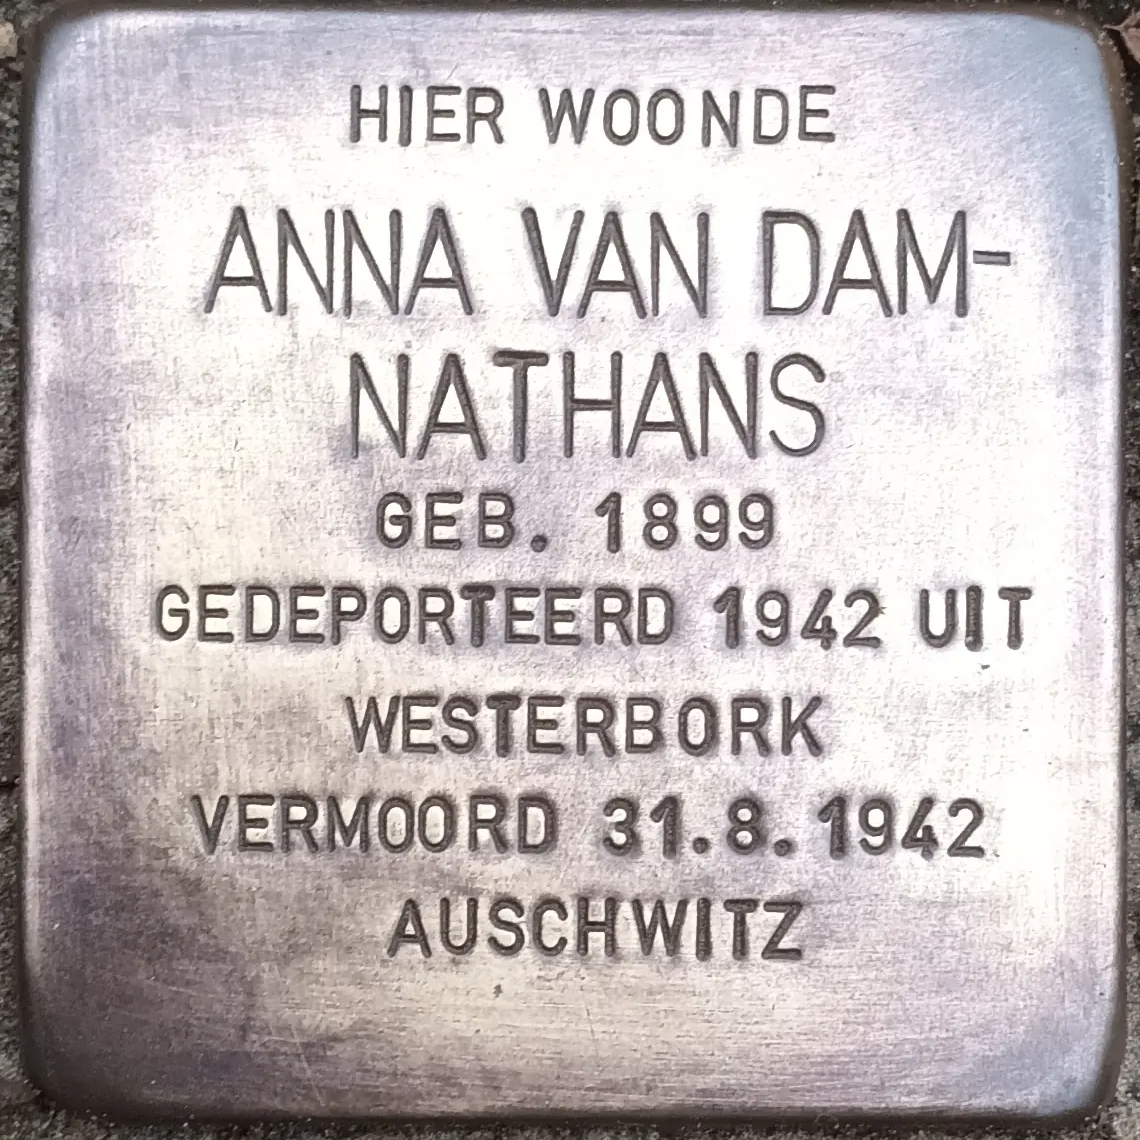 HIER WOONDE
ANNA VAN DAM-
NATHANS
GEB. 1899
GEDEPORTEERD 1942 UIT
WESTERBORK
VERMOORD 31.8.1942
AUSCHWITZ